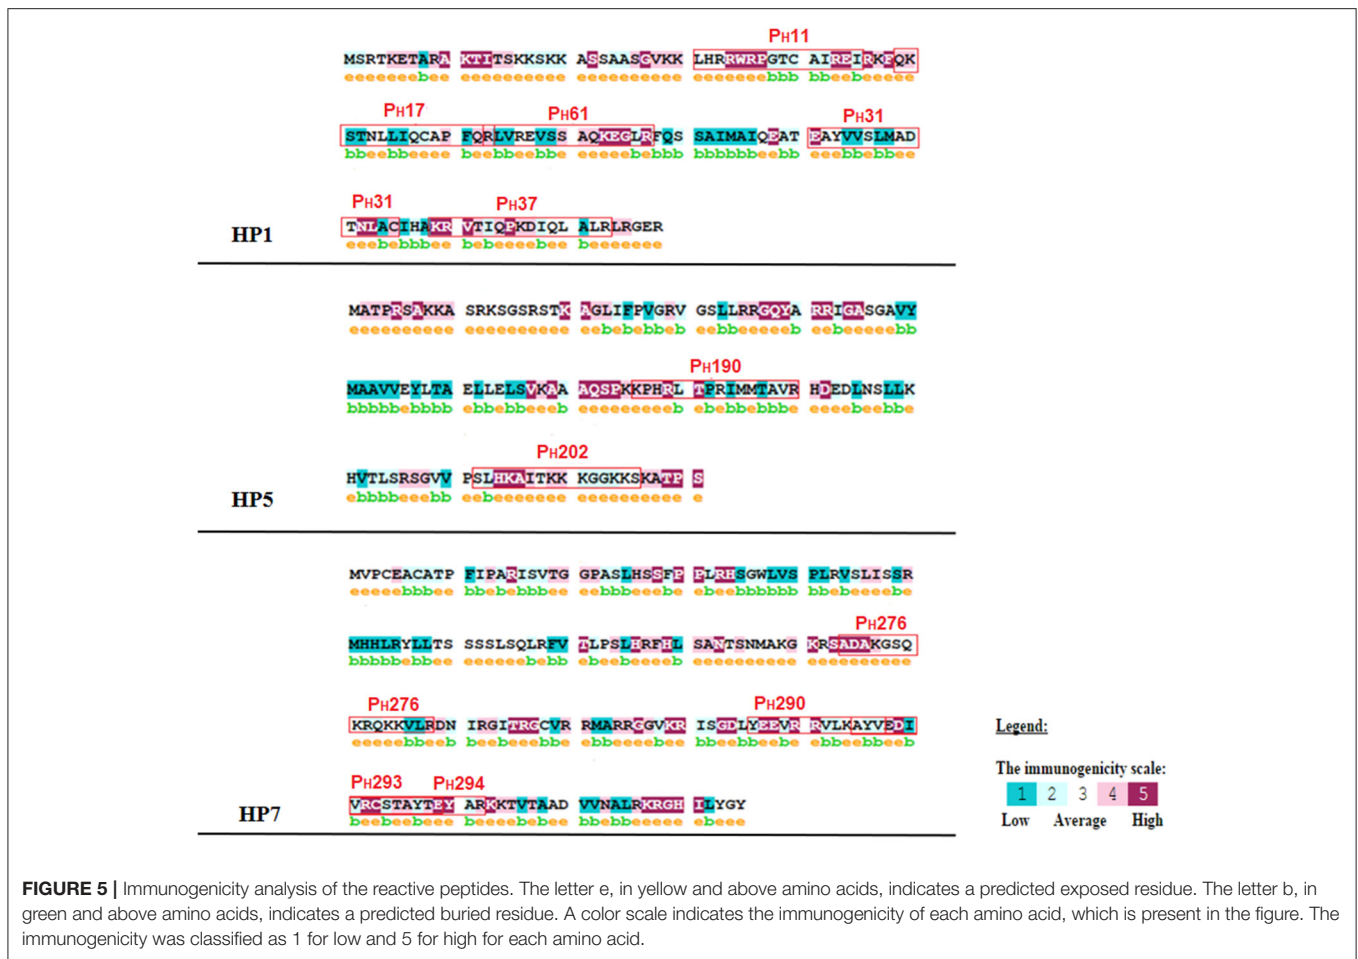 PH11
MSRTKETARA KTITSKKSKK ASSAASGVKK LHRRWRPGTC AIREIRKFQK
eeeeeeebee eeeeeeeeee eeeeeeeeee eeeeeeebbb bbeebeeeee
PH17 PH61 PH31
STNLLIQCAP FQRLVREVSS AQKEGLRFQS SAIMAIQEAT EAYVVSLMAD
bbeebbeeee beebbeebbe eeeeeebebb bbbbbbeebb eeebbebbee
PH31 PH37
TNLACIHAKR VTIQPKDIQL ALRLRGER
eeebebbbee bebeeeebee beeeeeee
HP1
MATPRSAKKA SRKSGSRSTK AGLIFPVGRV GSLLRRGQYA RRIGASGAVY
eeeeeeeeee eeeeeeeeee eebebebbeb eebbeeeeeb eebeeeeebb
PH190
MAAVVEYLTA ELLELSVKAA AQSPKKPHRL TPRIMMTAVR HDEDLNSLLK
bbbbbebbbb ebbebbeeeb eeeeeeeeeb ebebbebbbe eeeebeebbe
PH202
HVTLSRSGVV PSLHKAITKK KGGKKSKATP S
ebbbbeeebb eebeeeeeee eeeeeeeeee e
HP5
MVPCEACATP FIPARISVTG GPASLHSSFP PLRHSGWLVS PLRVSLISSR
eeeeebbbee bbebebbbee eebbbeeebe ebeebbbbbb bbebeeeebe
PH276
MHHLRYLLTS SSSLSQLRFV TLPSLHRFHL SANTSNMAKG KRSADAKGSQ
bbbbbebbee eeeeeebebb ebeebeeeeb eeeeeeeeee eeeeeeeeee
PH276 PH290
KRQKKVLRDN IRGITRGCVR RMARRGGVKR ISGDLYEEVR RVLKAYVEDI
eeeeebbeeb beebeeebbe ebbeeeebee bbeebbeebe ebbeebeeeb
PH293 PH294
VRCSTAYTEY ARKKTVTAAD VVNALRKRGH ILYGY
beebeebeee bbeeebebee bbebbeeeee ebeee
HP7
Legend:
The immunogenicity scale:
1 2 3 4 5
Low Average High
FIGURE 5 | Immunogenicity analysis of the reactive peptides. The letter e, in yellow and above amino acids, indicates a predicted exposed residue. The letter b, in
green and above amino acids, indicates a predicted buried residue. A color scale indicates the immunogenicity of each amino acid, which is present in the figure. The
immunogenicity was classified as 1 for low and 5 for high for each amino acid.